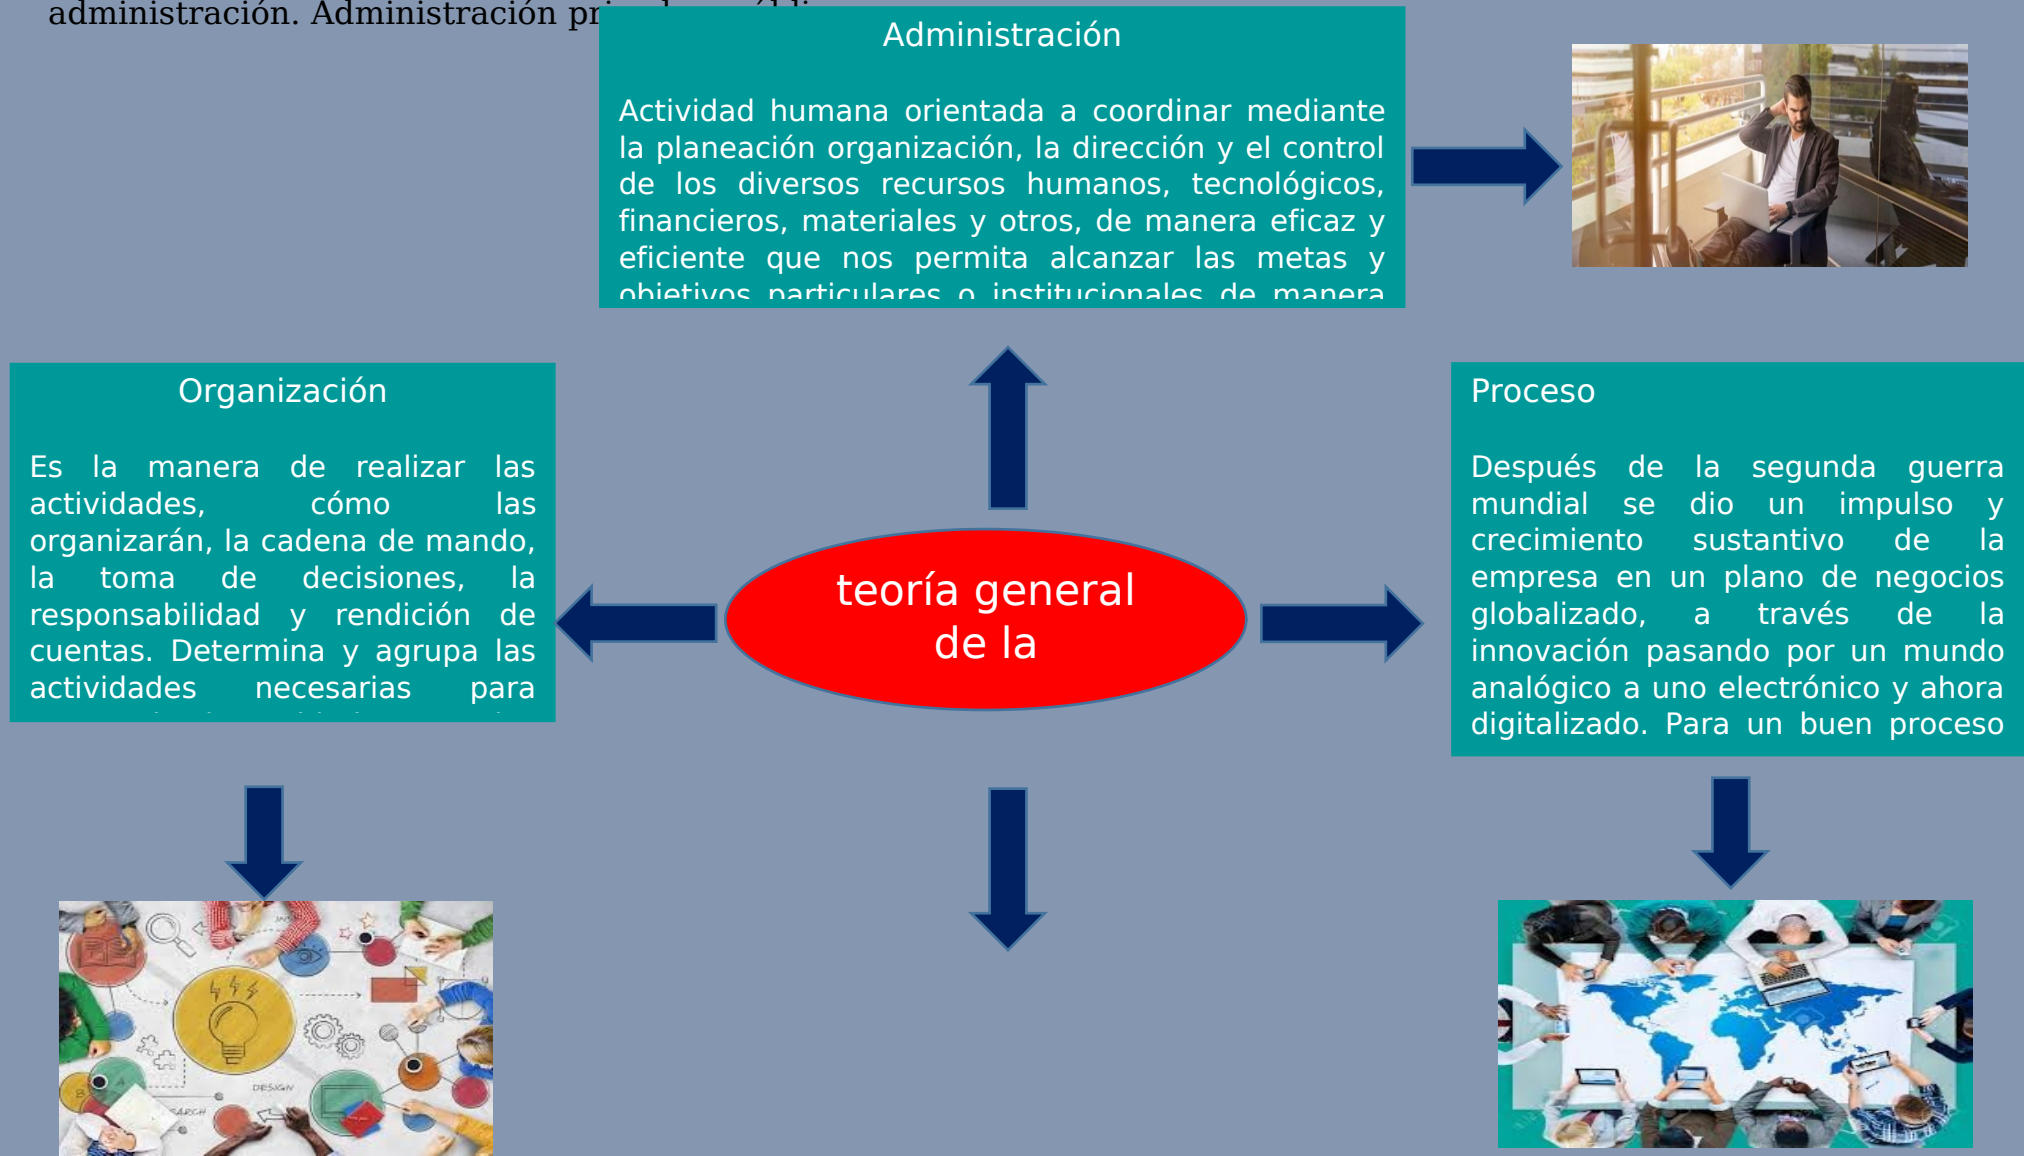 administración. Administración
Administración
Actividad humana orientada a coordinar mediante
la planeación organización, la dirección y el control
de los diversos recursos humanos, tecnológicos,
financieros, materiales y otros, de manera eficaz y
eficiente que nos permita alcanzar las metas y
objetivos particulares o institucionales de manera
Organización
Es la manera de realizar las
actividades, cómo las
organizarán, la cadena de mando,
la toma de decisiones, la
responsabilidad y rendición de
cuentas. Determina y agrupa las
actividades necesarias para
teoría general
de la
Proceso
Después de la segunda guerra
mundial se dio un impulso y
crecimiento sustantivo de la
empresa en un plano de negocios
globalizado, a través de la
innovación pasando por un mundo
analógico a uno electrónico y ahora
digitalizado. Para un buen proceso
DESIGN